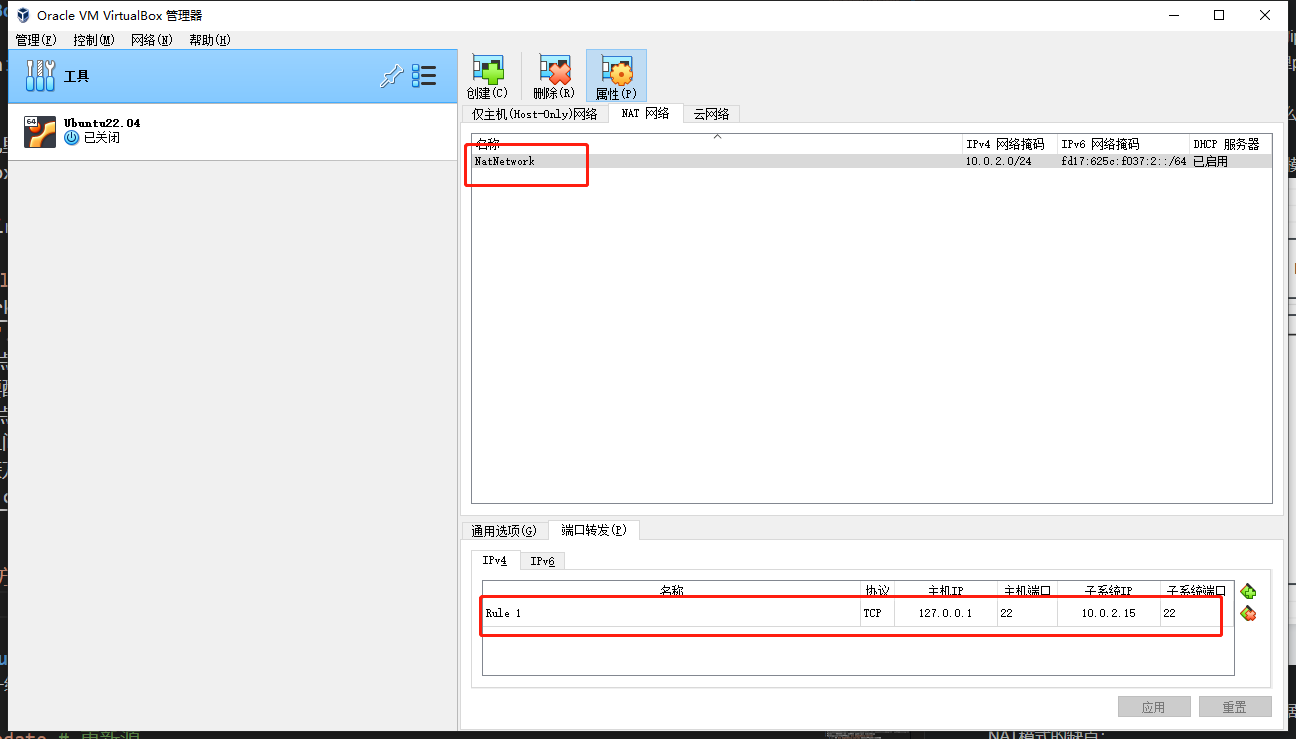 Oracle VM VirtualBox 管理器
管理(F) 控制(M) 网络(N) 帮助(H)
工具
Ubuntu22.04
已关闭
创建(C) 删除(R) 属性(P)
仅主机(Host-Only)网络 NAT 网络 云网络
名称 IPv4 网络掩码 IPv6 网络掩码 DHCP 服务器
NatNetwork 10.0.2.0/24 fd17:625c:f037:2::/64 已启用
通用选项(G) 端口转发(P)
IPv4 IPv6
名称 协议 主机IP 主机端口 子系统IP 子系统端口
Rule 1 TCP 127.0.0.1 22 10.0.2.15 22
应用 重置